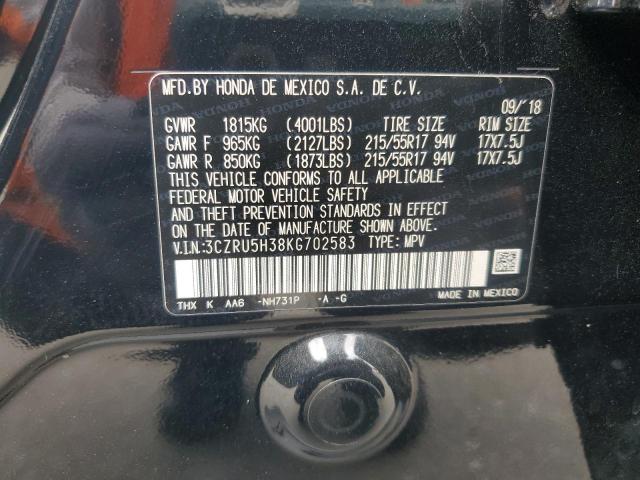 MFD.BY HONDA DE MEXICO S.A. DE C.V.
09/'18
GVWR 1815KG (4001LBS) TIRE SIZE RIM SIZE
GAWR F 965KG (2127LBS) 215/55R17 94V 17X7.5J
GAWR R 850KG (1873LBS) 215/55R17 94V 17X7.5J
THIS VEHICLE CONFORMS TO ALL APPLICABLE
FEDERAL MOTOR VEHICLE SAFETY
AND THEFT PREVENTION STANDARDS IN EFFECT
ON THE DATE OF MANUFACTURE SHOWN ABOVE.
V.I.N:3CZRU5H38KG702583 TYPE: MPV
THX K AA6 -NH731P -A -G
MADE IN MEXICO